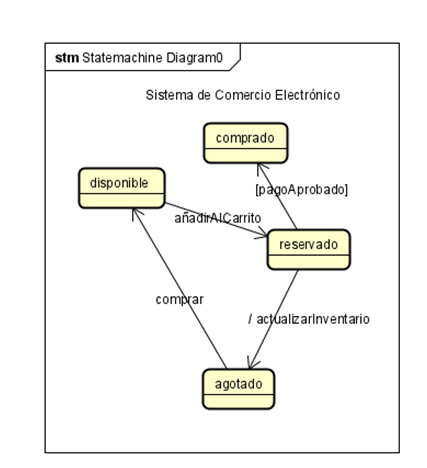 stm Statemachine Diagram0
Sistema de Comercio Electrónico
comprado
disponible
[pagoAprobado]
añadirAlCarrito
reservado
comprar
/ actualizarInventario
agotado